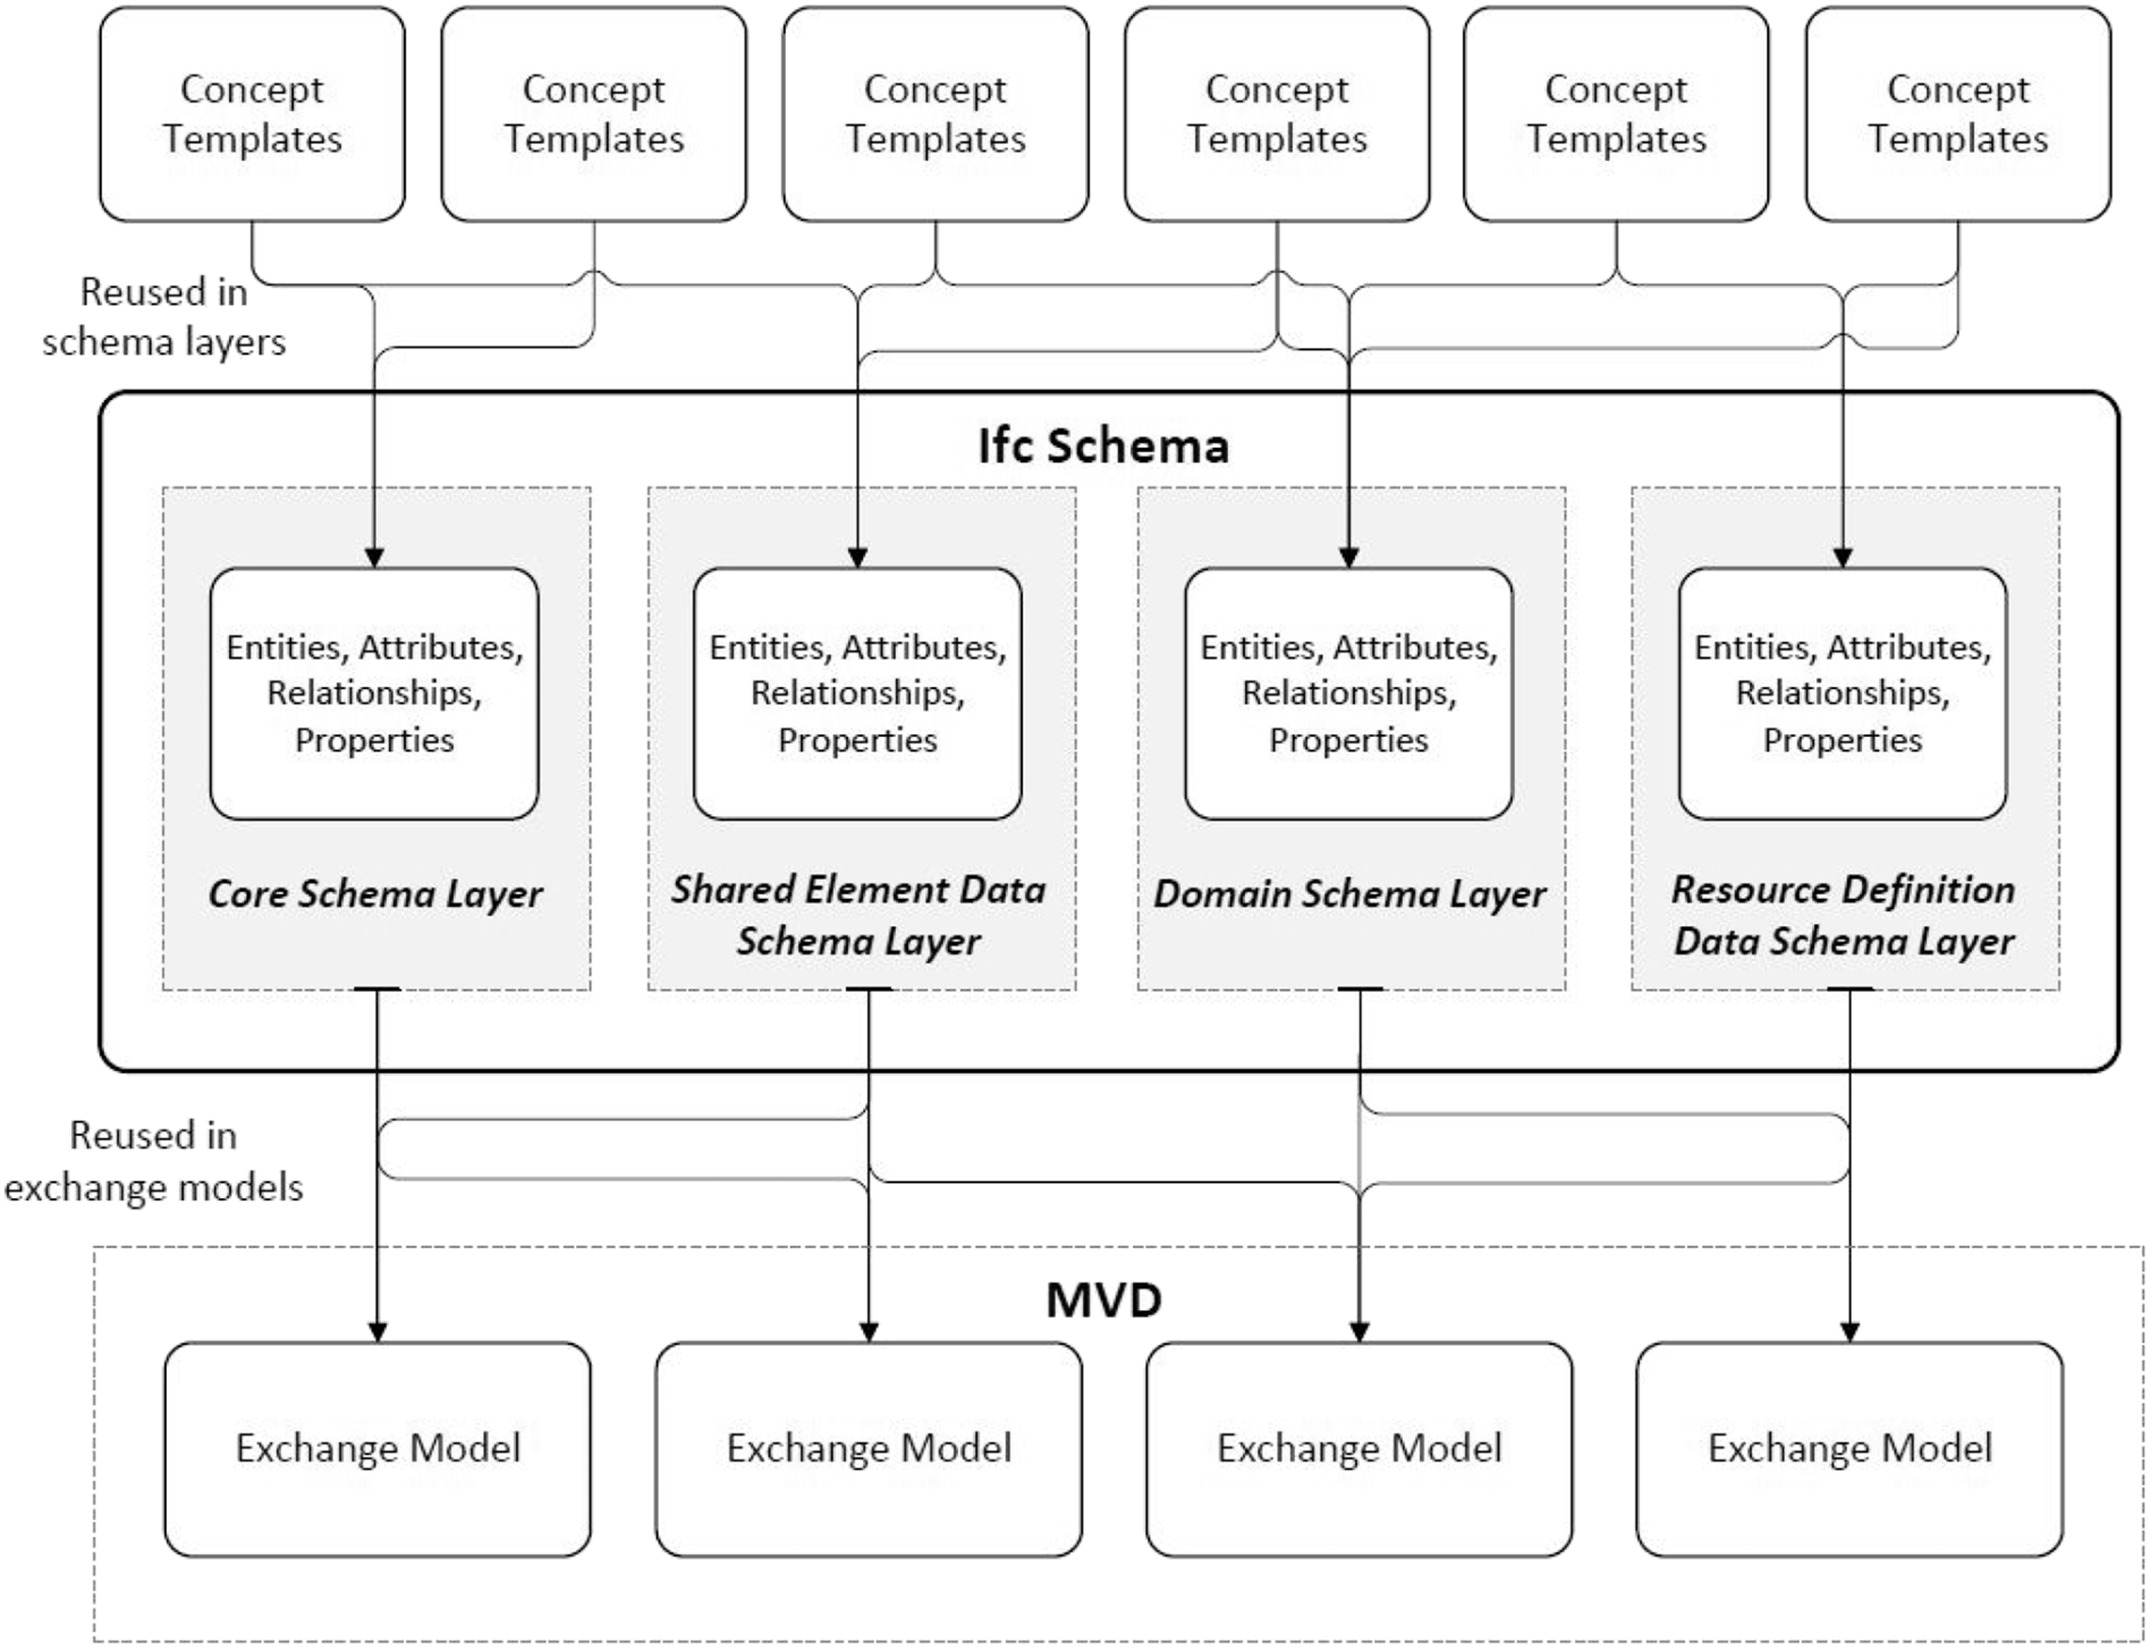 Concept
Templates
Concept
Templates
Concept
Templates
Concept
Templates
Concept
Templates
Concept
Templates
Reused in
schema layers
Ifc Schema
Entities, Attributes,
Relationships,
Properties
Entities, Attributes,
Relationships,
Properties
Entities, Attributes,
Relationships,
Properties
Entities, Attributes,
Relationships,
Properties
Core Schema Layer
Shared Element Data
Schema Layer
Domain Schema Layer
Resource Definition
Data Schema Layer
Reused in
exchange models
MVD
Exchange Model
Exchange Model
Exchange Model
Exchange Model